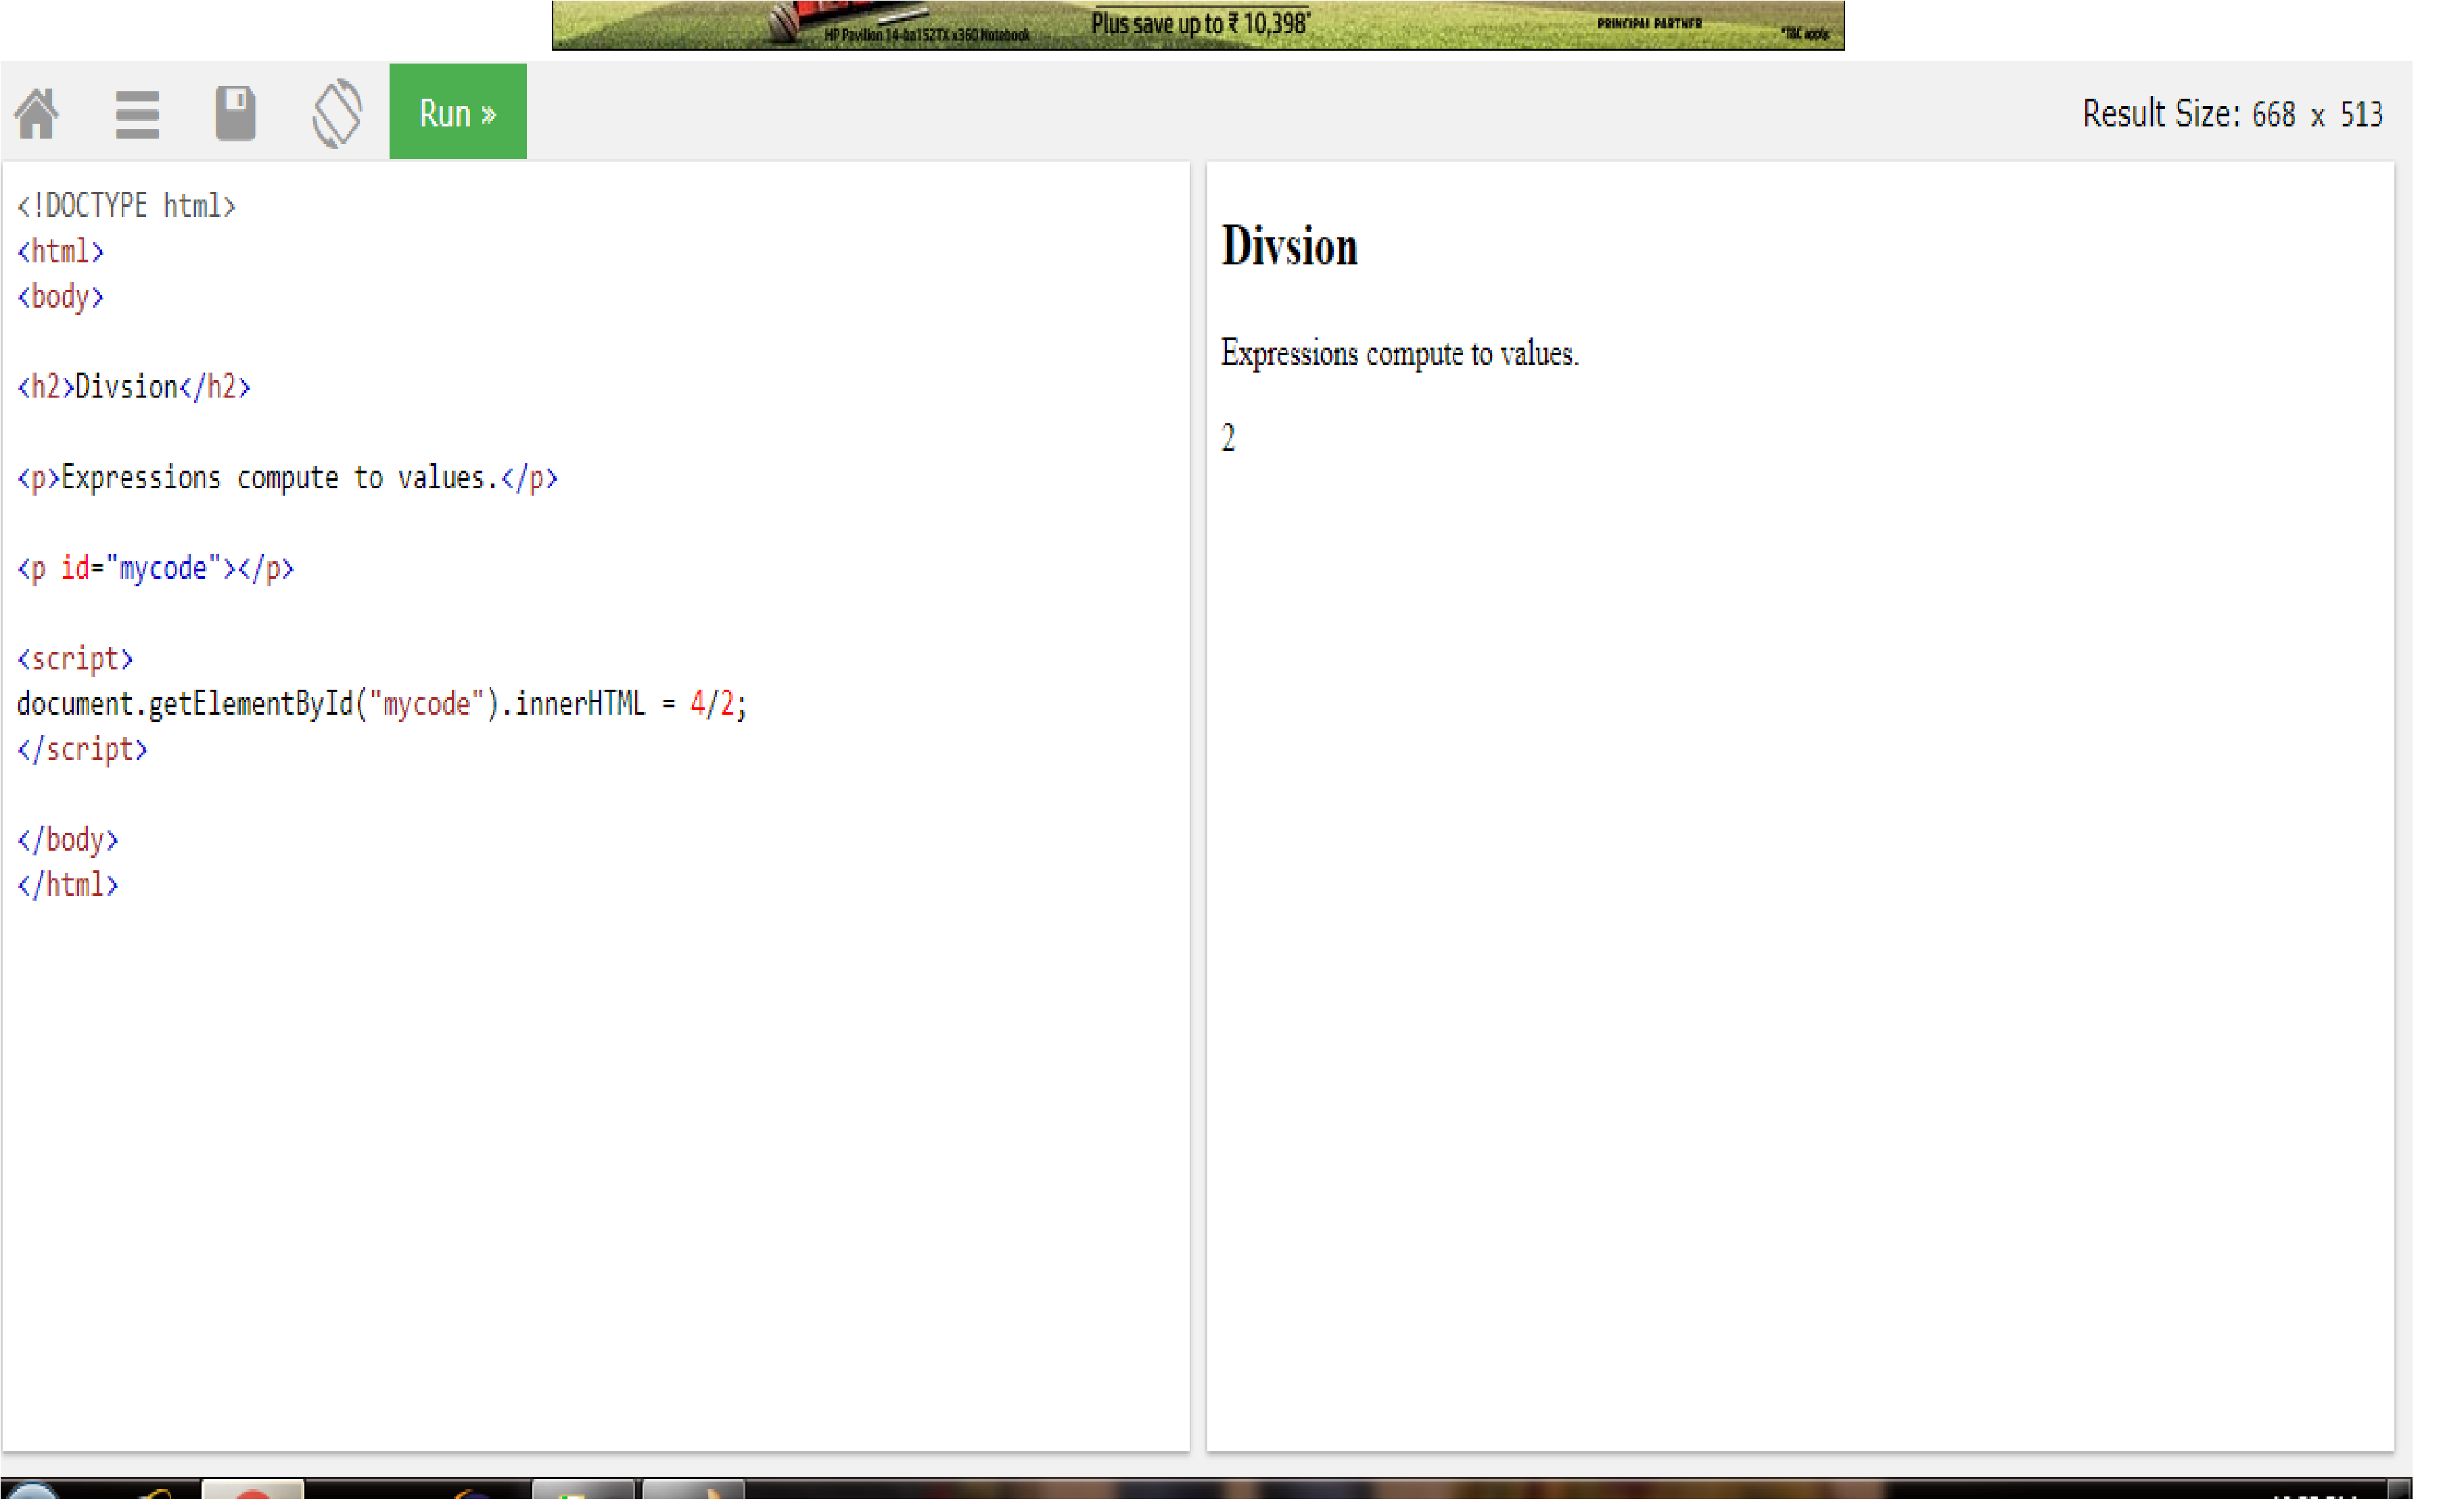 HP Pavilion 14-ba152TX x360 Notebook
Plus save up to ₹ 10,398*
PRINCIPAL PARTNER
*T&C apply.
Run »
Result Size: 668 x 513
<!DOCTYPE html>
<html>
<body>
<h2>Divsion</h2>
<p>Expressions compute to values.</p>
<p id="mycode"></p>
<script>
document.getElementById("mycode").innerHTML = 4/2;
</script>
</body>
</html>
Divsion
Expressions compute to values.
2